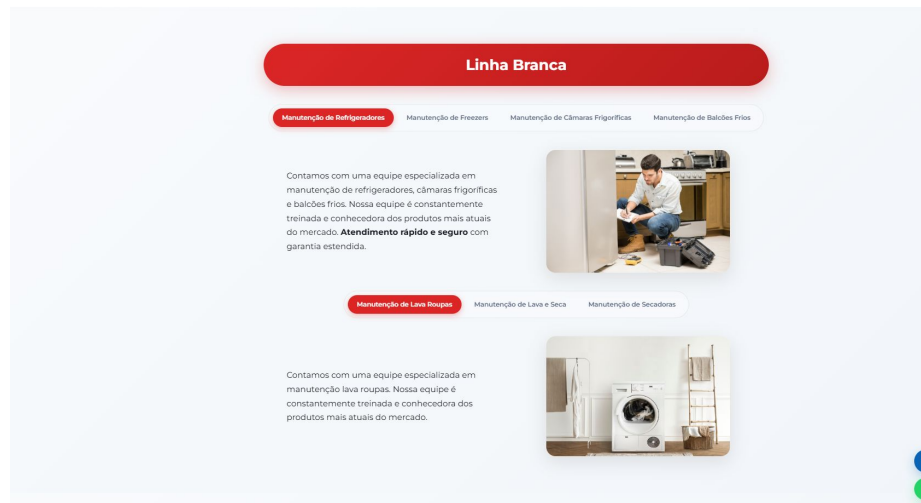 Linha Branca
Manutenção de Refrigeradores
Manutenção de Freezers
Manutenção de Câmaras Frigoríficas
Manutenção de Balcões Frios
Contamos com uma equipe especializada em
manutenção de refrigeradores, câmaras frigoríficas
e balcões frios. Nossa equipe é constantemente
treinada e conhecedora dos produtos mais atuais
do mercado. Atendimento rápido e seguro com
garantia estendida.
Manutenção de Lava Roupas
Manutenção de Lava e Seca
Manutenção de Secadoras
Contamos com uma equipe especializada em
manutenção lava roupas. Nossa equipe é
constantemente treinada e conhecedora dos
produtos mais atuais do mercado.